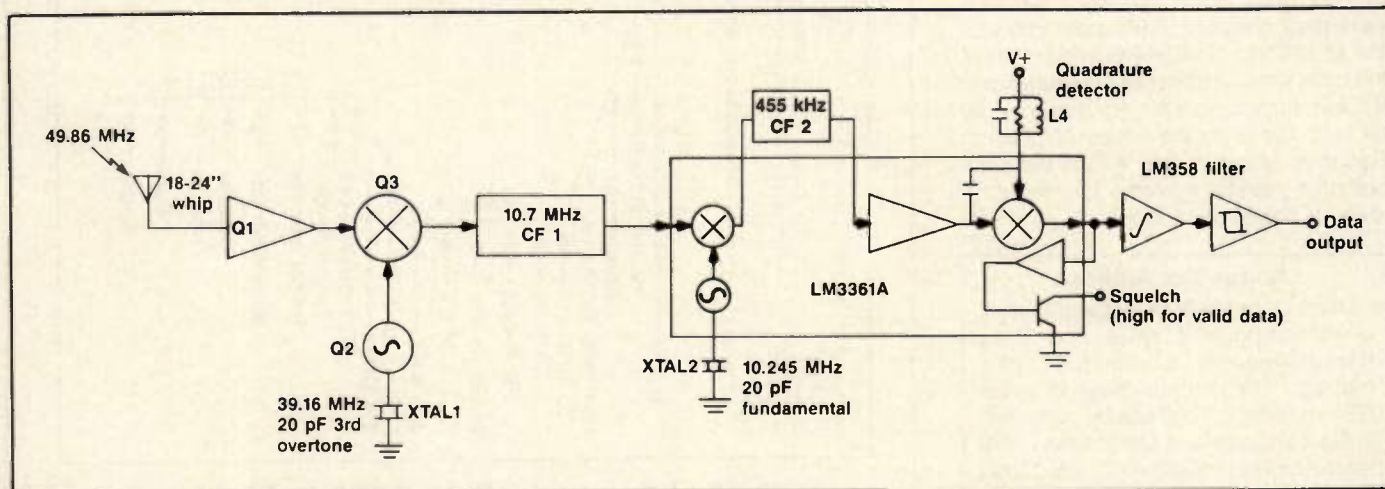 49.86 MHz
18-24" whip
Q1
Q3
Q2
39.16 MHz
20 pF 3rd
overtone
XTAL1
10.7 MHz
CF 1
455 kHz
CF 2
LM3361A
XTAL2
10.245 MHz
20 pF
fundamental
V+
Quadrature
detector
L4
LM358 filter
Data
output
Squelch
(high for valid data)